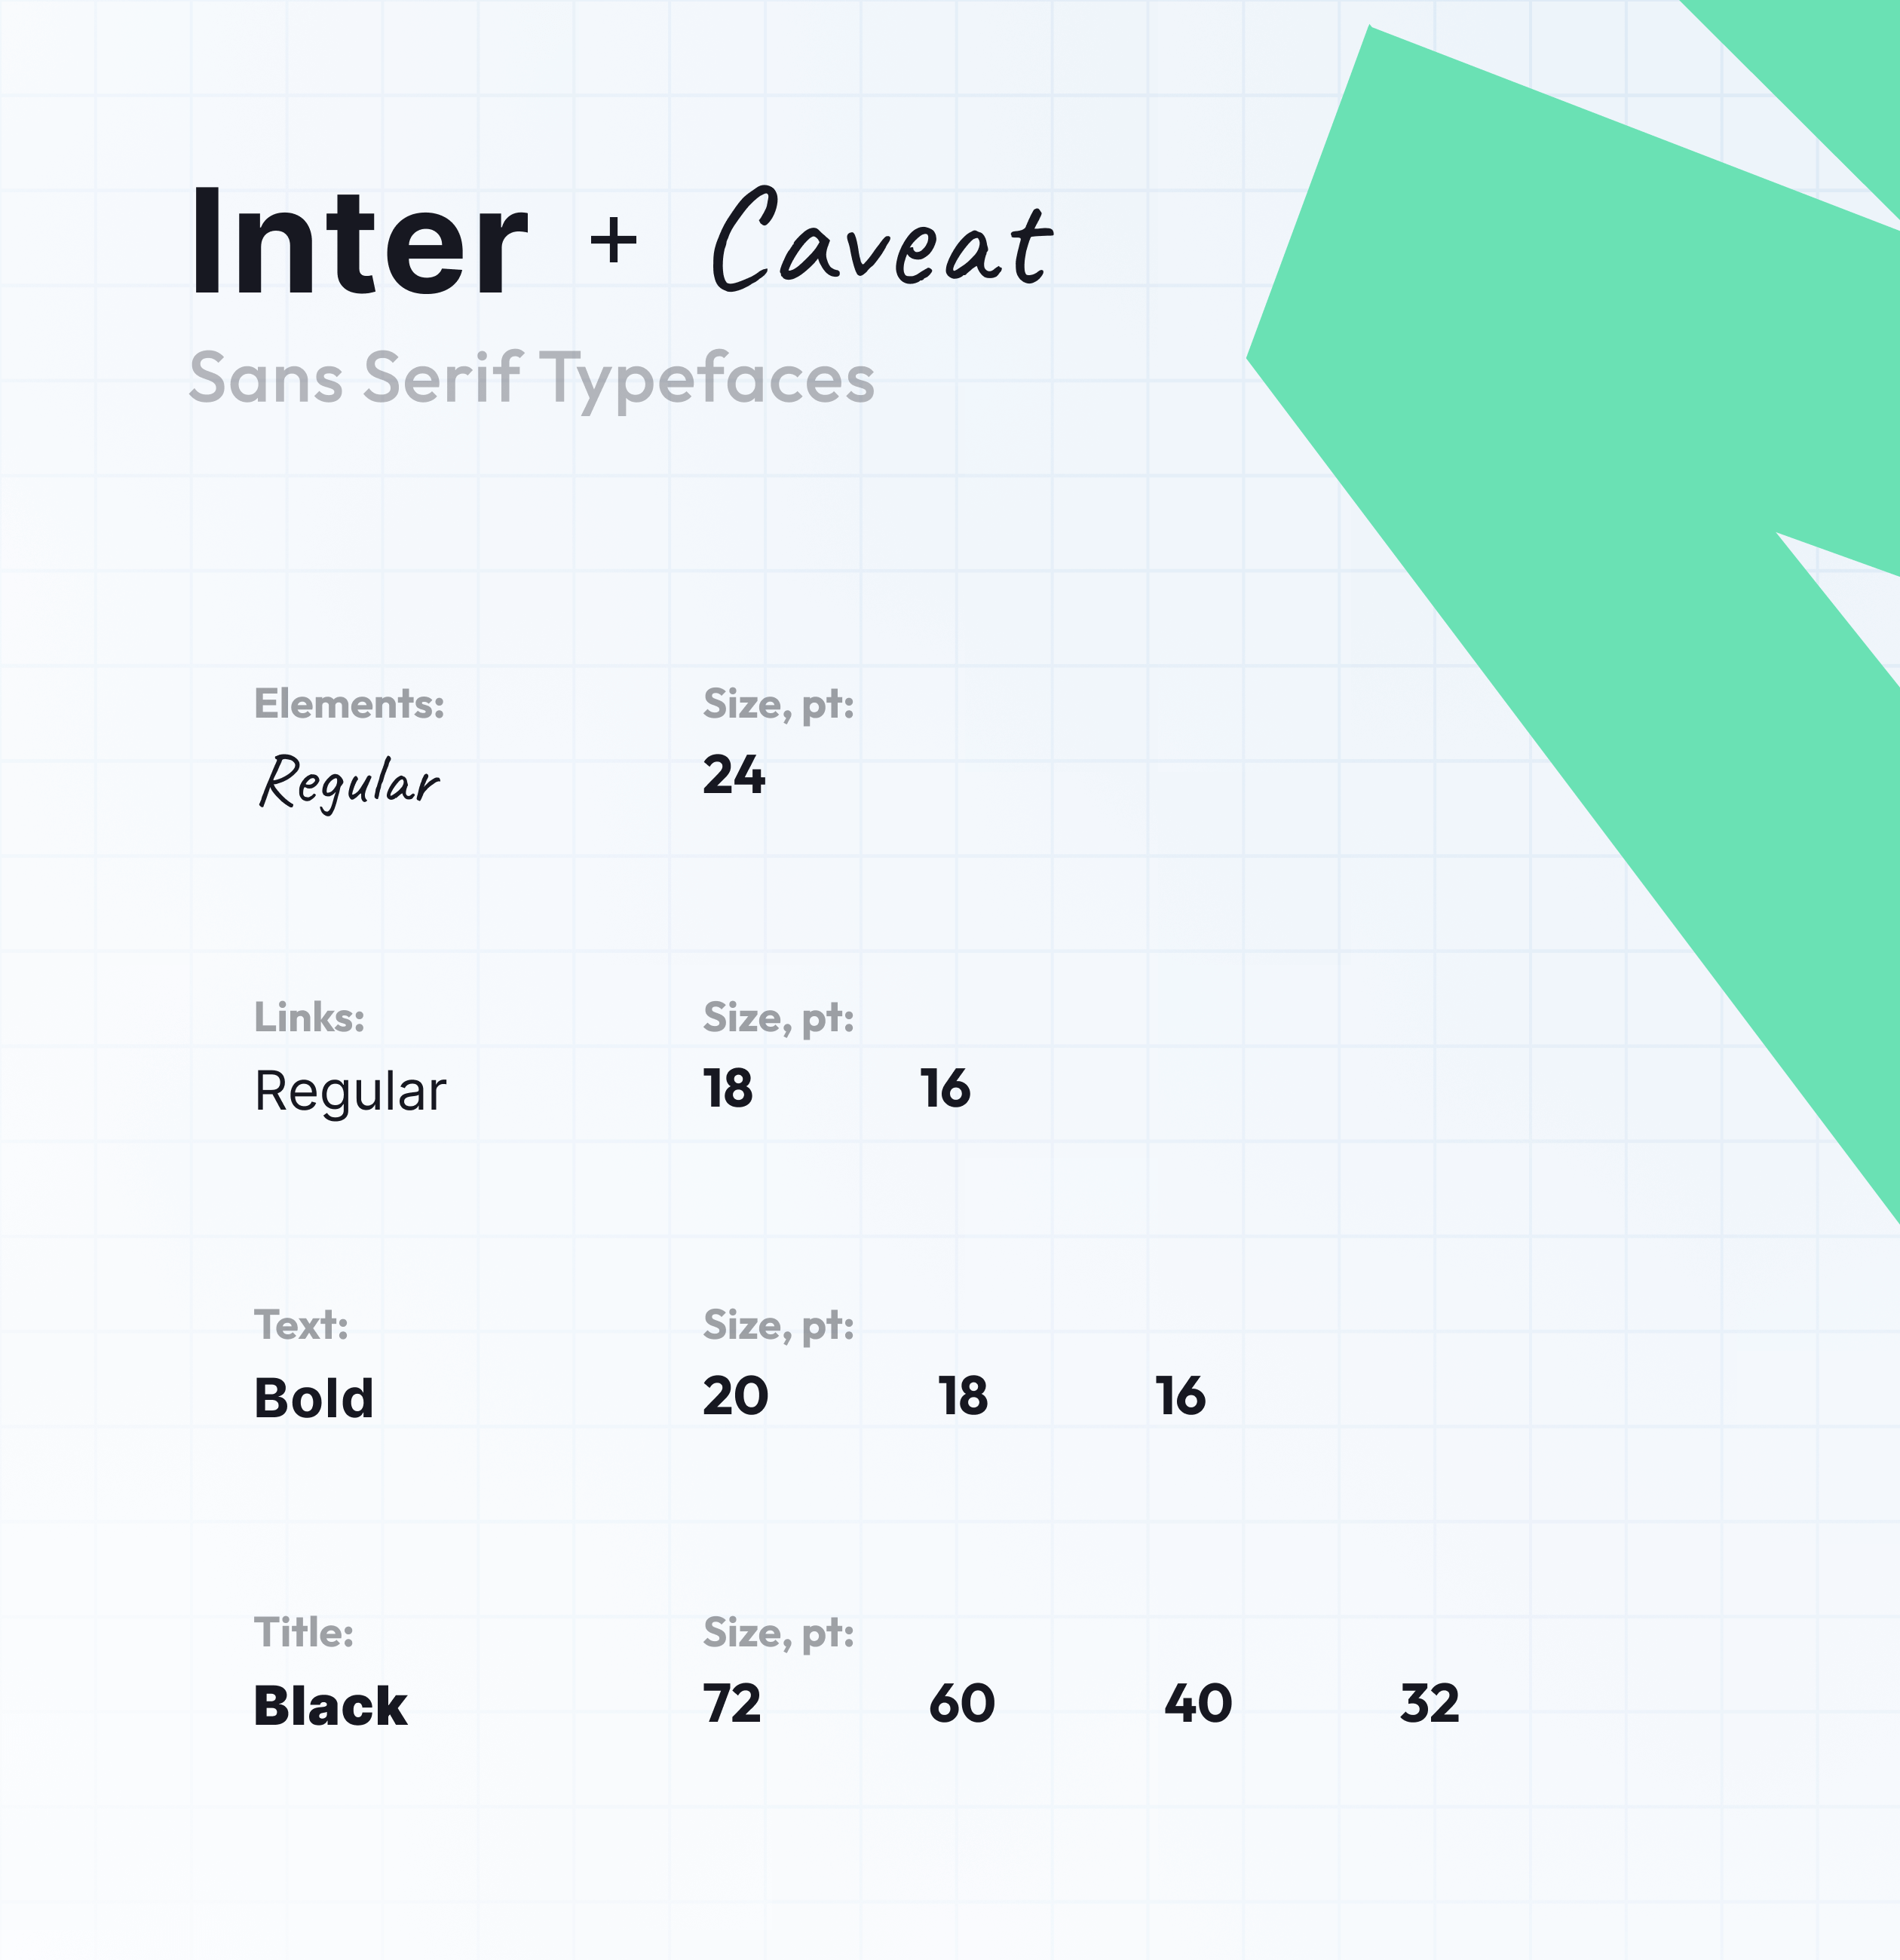 Inter + Caveat
Sans Serif Typefaces
Elements: Size, pt:
Regular 24
Links: Size, pt:
Regular 18 16
Text: Size, pt:
Bold 20 18 16
Title: Size, pt:
Black 72 60 40 32